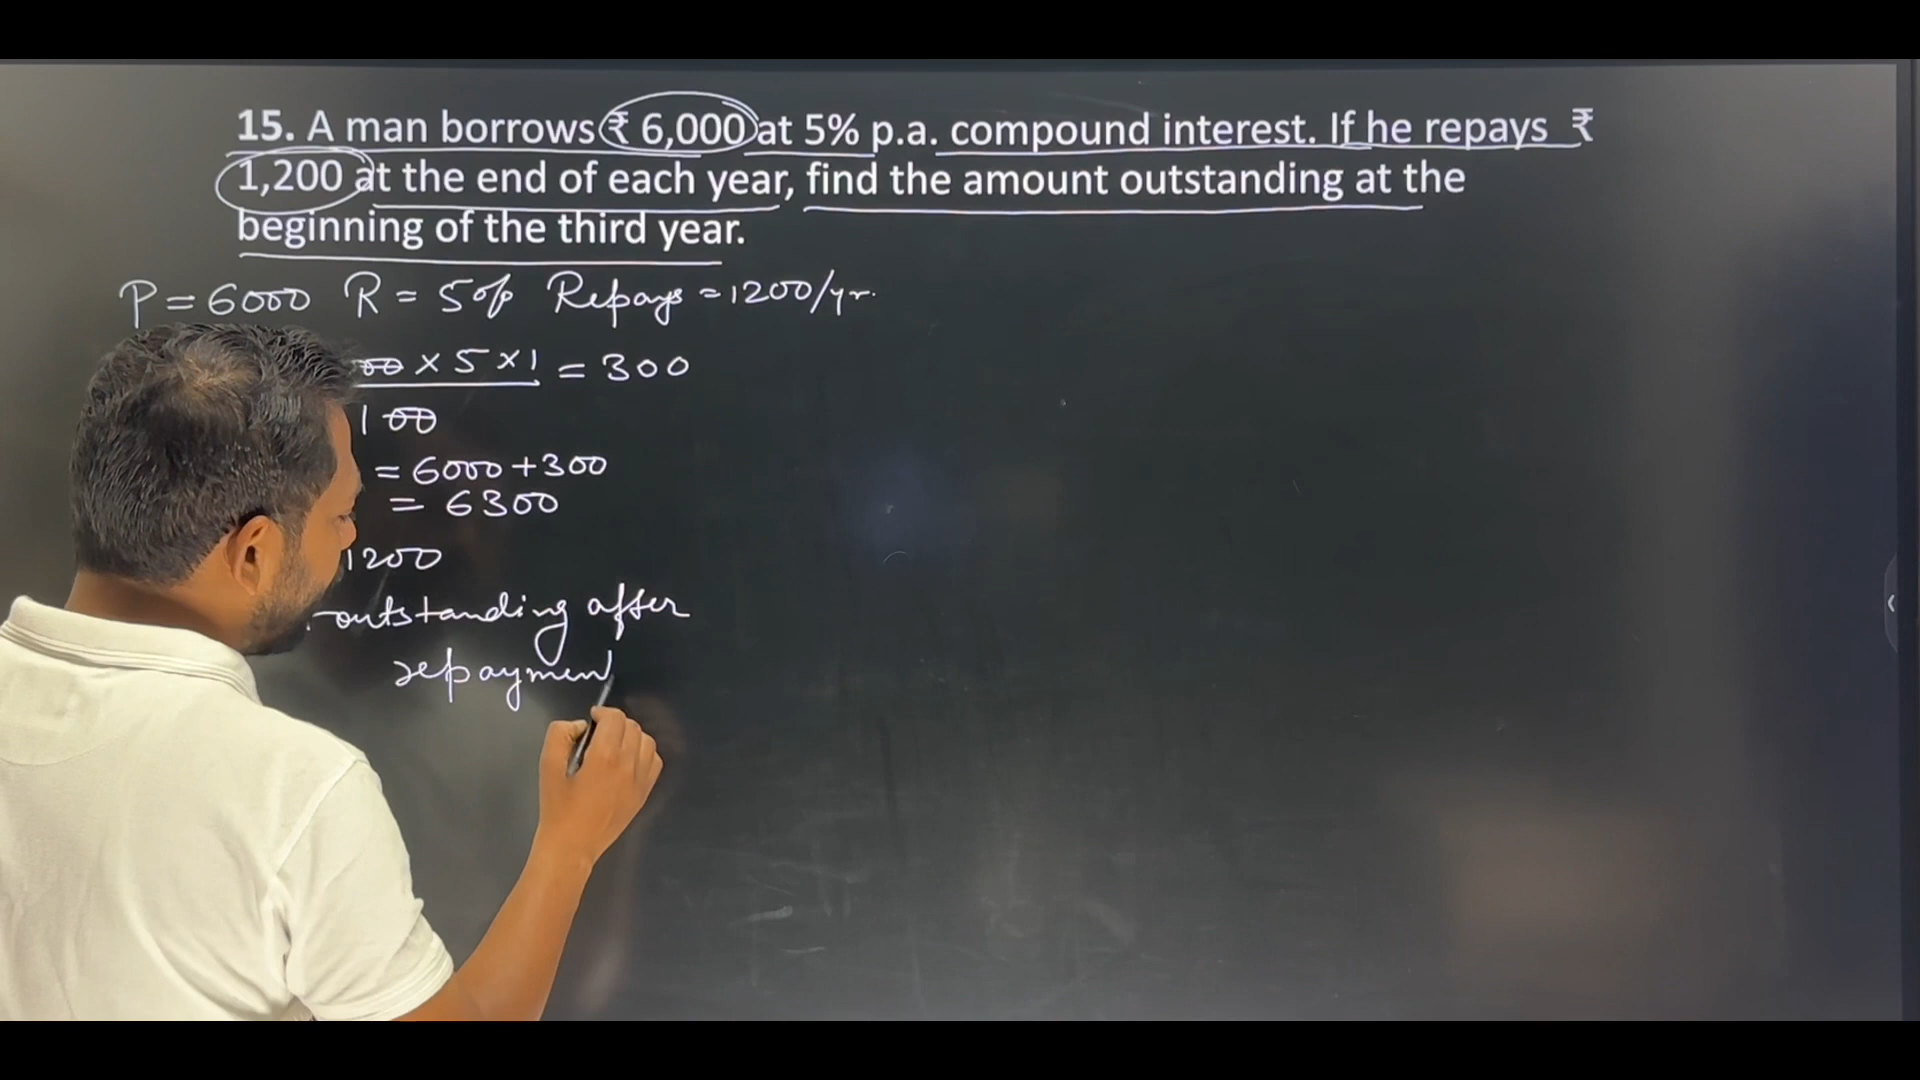 15. A man borrows ₹ 6,000 at 5% p.a. compound interest. If he repays ₹
1,200 at the end of each year, find the amount outstanding at the
beginning of the third year.
P = 6000 R = 5% Repays = 1200/yr.
00 × 5 × 1 = 300
100
= 6000 + 300
= 6300
1200
outstanding after
repaymen